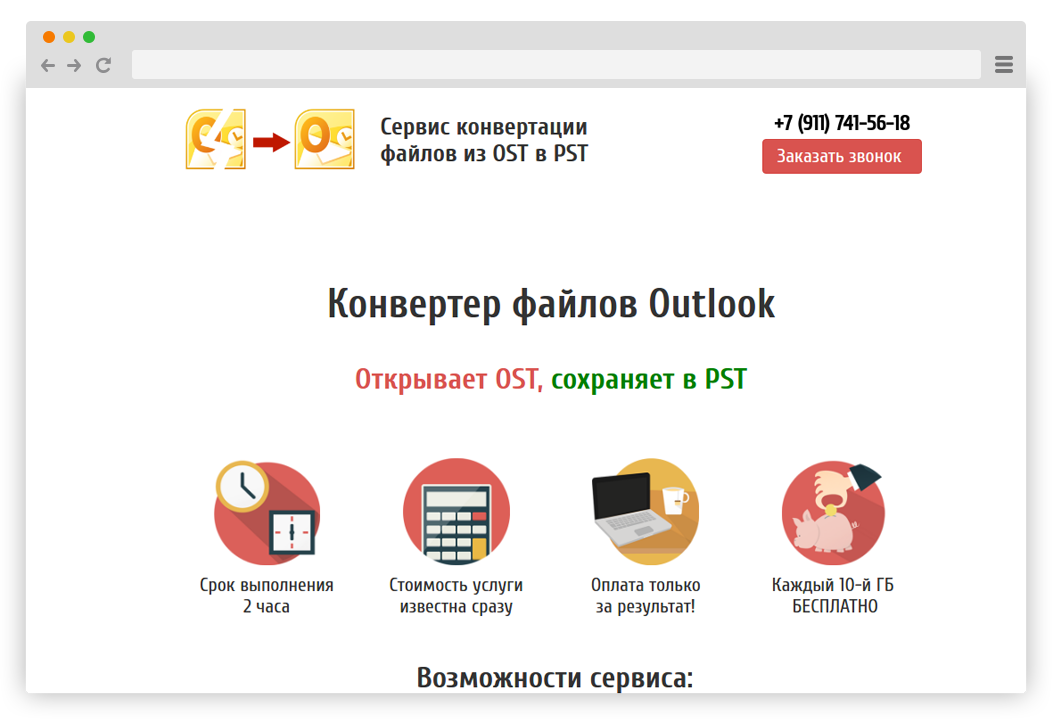 Сервис конвертации
файлов из OST в PST
+7 (911) 741-56-18
Заказать звонок
Конвертер файлов Outlook
Открывает OST, сохраняет в PST
Срок выполнения
2 часа
Стоимость услуги
известна сразу
Оплата только
за результат!
Каждый 10-й ГБ
БЕСПЛАТНО
Возможности сервиса: